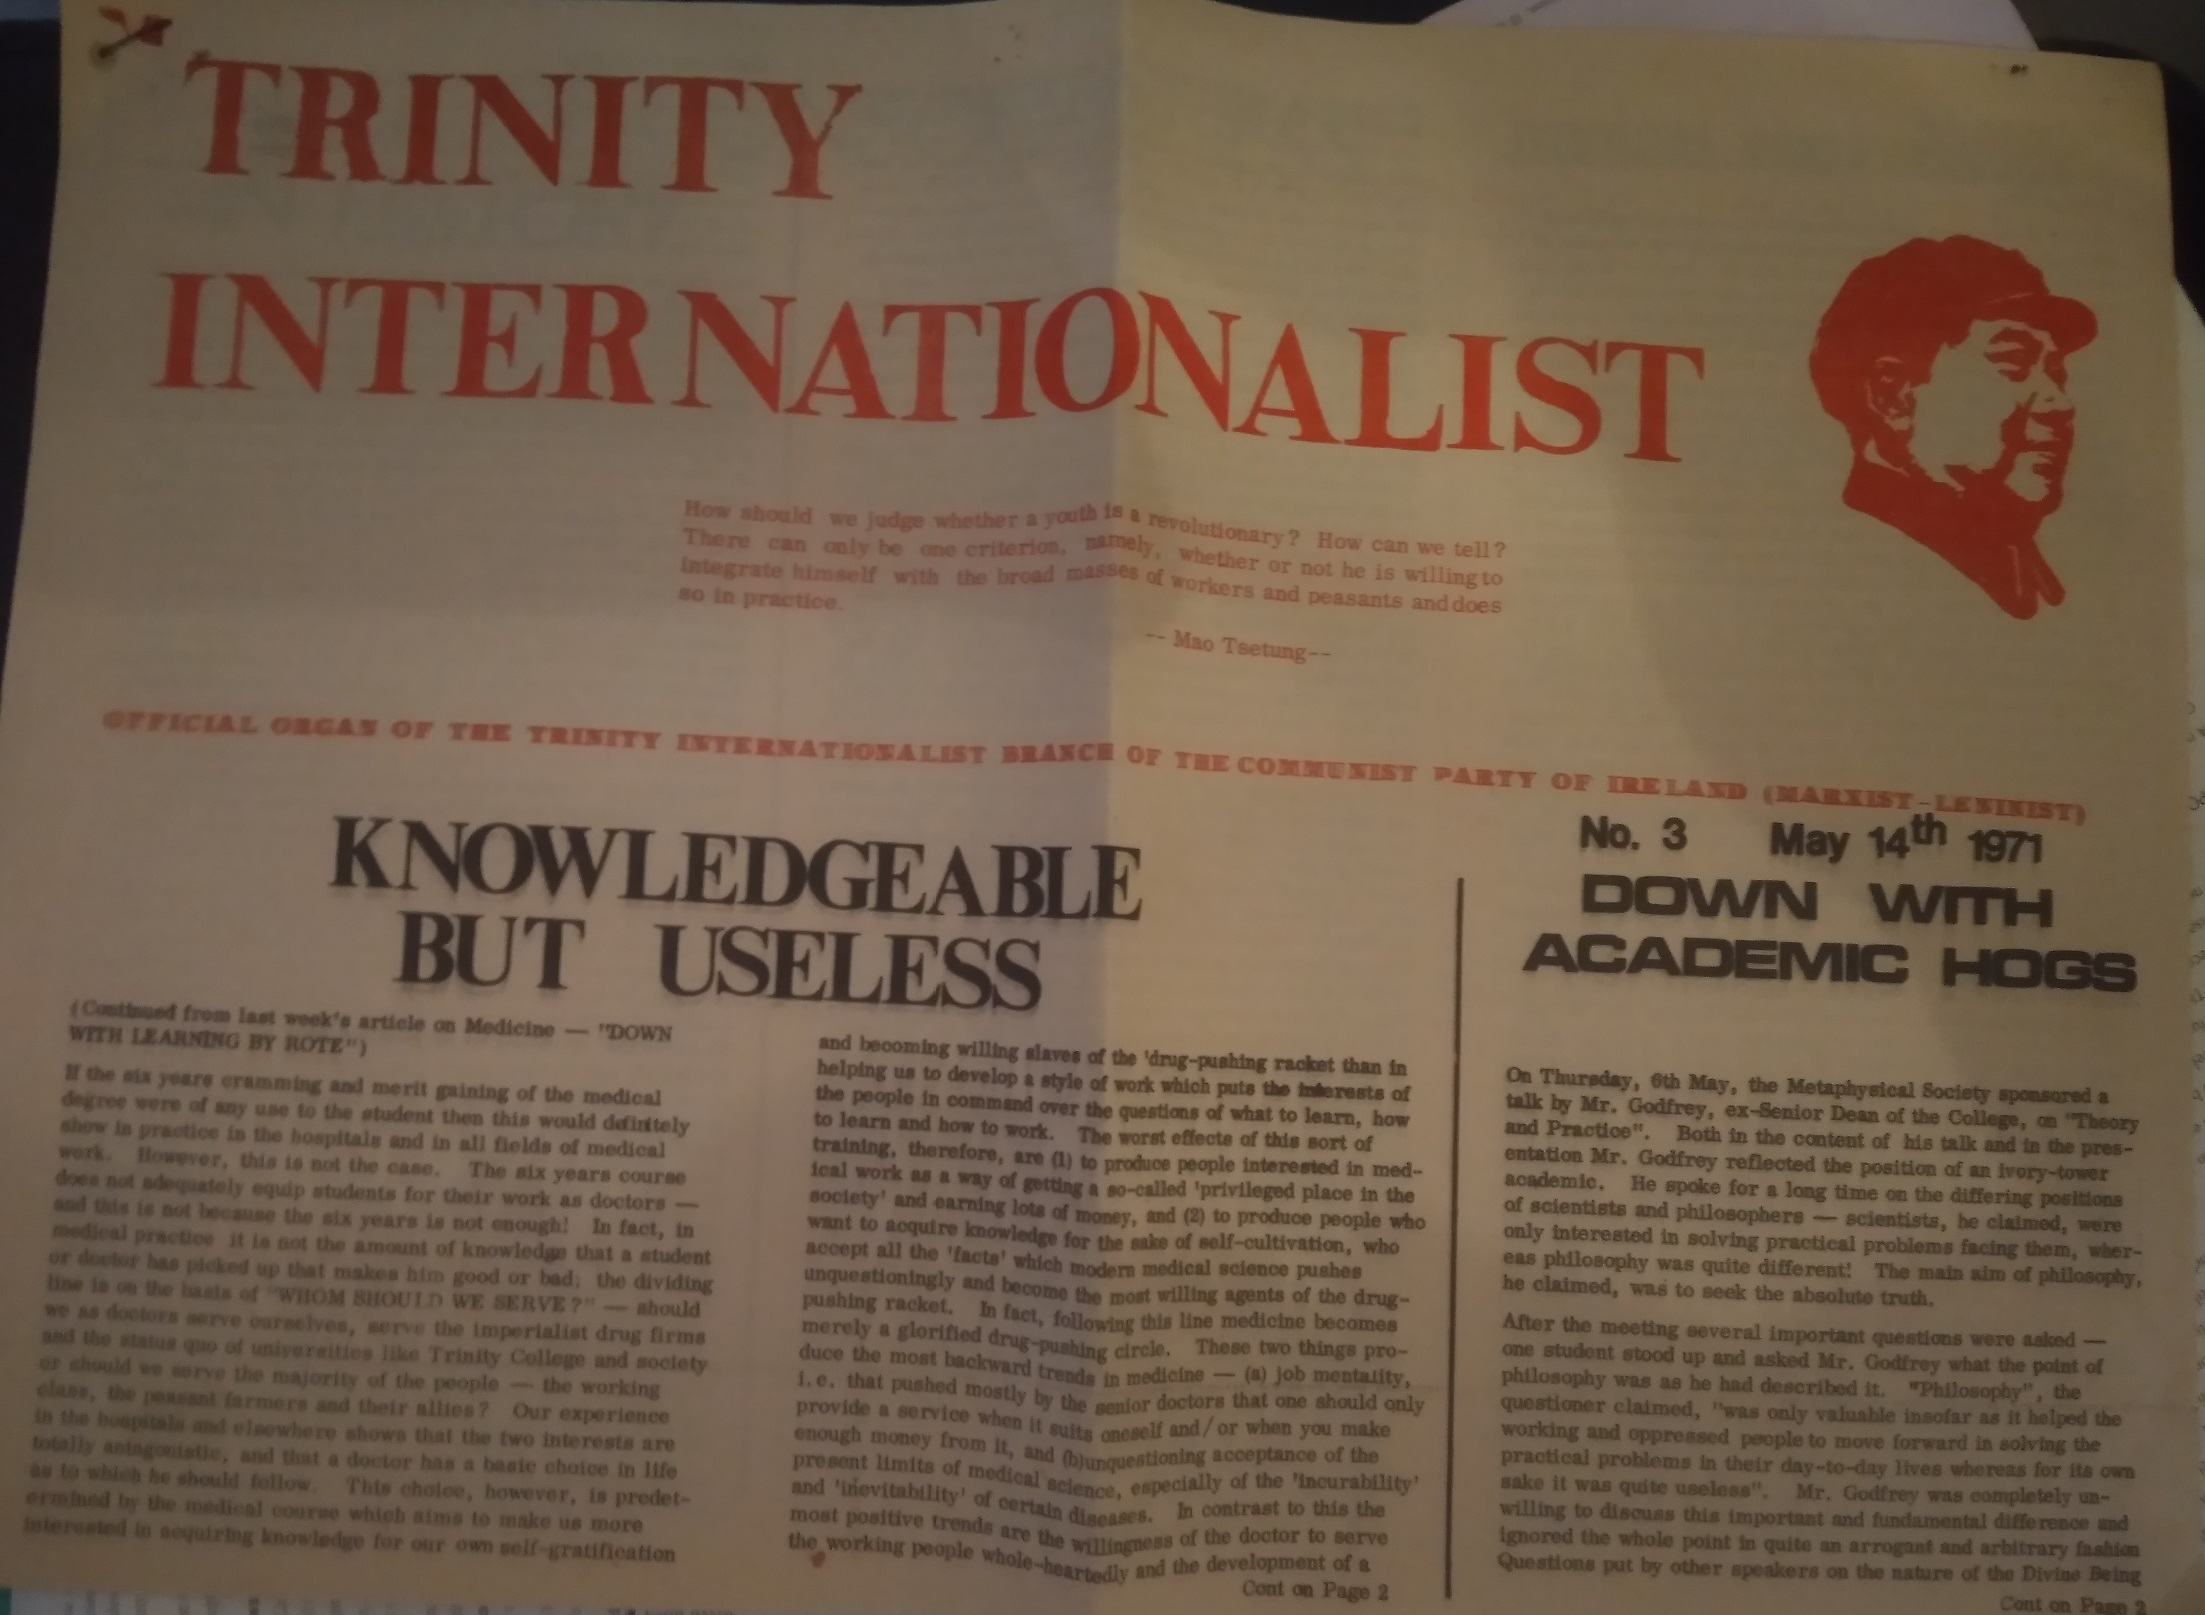 TRINITY
INTERNATIONALIST
How should we judge whether a youth is a revolutionary? How can we tell?
There can only be one criterion, namely, whether or not he is willing to
integrate himself with the broad masses of workers and peasants and does
so in practice.
-- Mao Tsetung--
OFFICIAL ORGAN OF THE TRINITY INTERNATIONALIST BRANCH OF THE COMMUNIST PARTY OF IRELAND (MARXIST-LENINIST)
KNOWLEDGEABLE
BUT USELESS
(Continued from last week's article on Medicine — "DOWN
WITH LEARNING BY ROTE")
If the six years cramming and merit gaining of the medical
degree were of any use to the student then this would definitely
show in practice in the hospitals and in all fields of medical
work. However, this is not the case. The six years course
does not adequately equip students for their work as doctors —
and this is not because the six years is not enough! In fact, in
medical practice it is not the amount of knowledge that a student
or doctor has picked up that makes him good or bad; the dividing
line is on the basis of "WHOM SHOULD WE SERVE?" — should
we as doctors serve ourselves, serve the imperialist drug firms
and the status quo of universities like Trinity College and society
or should we serve the majority of the people — the working
class, the peasant farmers and their allies? Our experience
in the hospitals and elsewhere shows that the two interests are
totally antagonistic, and that a doctor has a basic choice in life
as to which he should follow. This choice, however, is predet-
ermined by the medical course which aims to make us more
interested in acquiring knowledge for our own self-gratification
and becoming willing slaves of the 'drug-pushing racket than in
helping us to develop a style of work which puts the interests of
the people in command over the questions of what to learn, how
to learn and how to work. The worst effects of this sort of
training, therefore, are (1) to produce people interested in med-
ical work as a way of getting a so-called 'privileged place in the
society' and earning lots of money, and (2) to produce people who
want to acquire knowledge for the sake of self-cultivation, who
accept all the 'facts' which modern medical science pushes
unquestioningly and become the most willing agents of the drug-
pushing racket. In fact, following this line medicine becomes
merely a glorified drug-pushing circle. These two things pro-
duce the most backward trends in medicine — (a) job mentality,
i.e. that pushed mostly by the senior doctors that one should only
provide a service when it suits oneself and/or when you make
enough money from it, and (b)unquestioning acceptance of the
present limits of medical science, especially of the 'incurability'
and 'inevitability' of certain diseases. In contrast to this the
most positive trends are the willingness of the doctor to serve
the working people whole-heartedly and the development of a
Cont on Page 2
No. 3 May 14th 1971
DOWN WITH
ACADEMIC HOGS
On Thursday, 6th May, the Metaphysical Society sponsored a
talk by Mr. Godfrey, ex-Senior Dean of the College, on "Theory
and Practice". Both in the content of his talk and in the pres-
entation Mr. Godfrey reflected the position of an ivory-tower
academic. He spoke for a long time on the differing positions
of scientists and philosophers — scientists, he claimed, were
only interested in solving practical problems facing them, wher-
eas philosophy was quite different! The main aim of philosophy,
he claimed, was to seek the absolute truth.
After the meeting several important questions were asked —
one student stood up and asked Mr. Godfrey what the point of
philosophy was as he had described it. "Philosophy", the
questioner claimed, "was only valuable insofar as it helped the
working and oppressed people to move forward in solving the
practical problems in their day-to-day lives whereas for its own
sake it was quite useless". Mr. Godfrey was completely un-
willing to discuss this important and fundamental difference and
ignored the whole point in quite an arrogant and arbitrary fashion
Questions put by other speakers on the nature of the Divine Being
Cont on Page 2